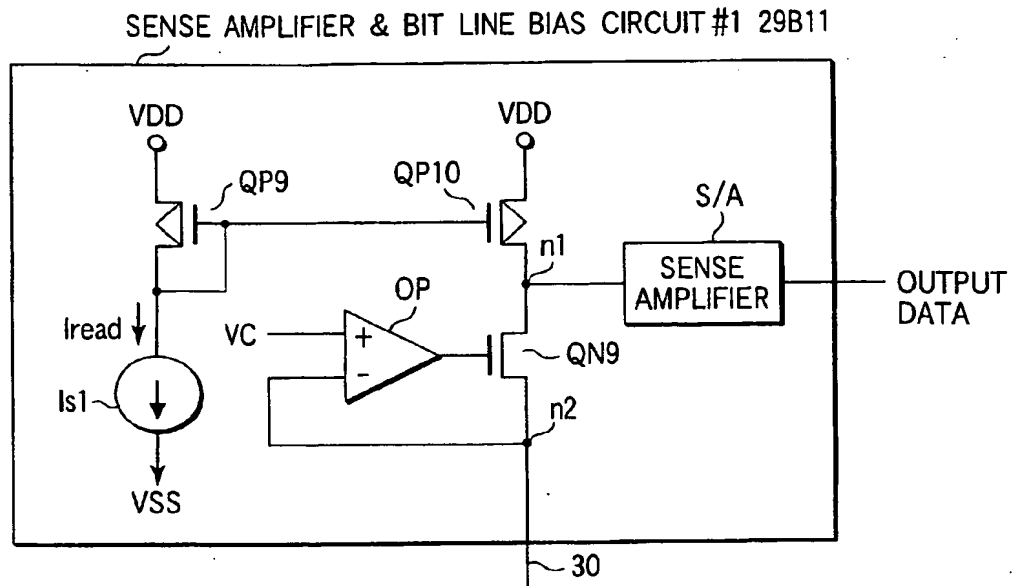 SENSE AMPLIFIER & BIT LINE BIAS CIRCUIT #1 29B11
VDD
VDD
QP9
QP10
S/A
n1
SENSE
AMPLIFIER
OUTPUT
DATA
OP
Iread
VC
+
-
QN9
Is1
n2
VSS
30